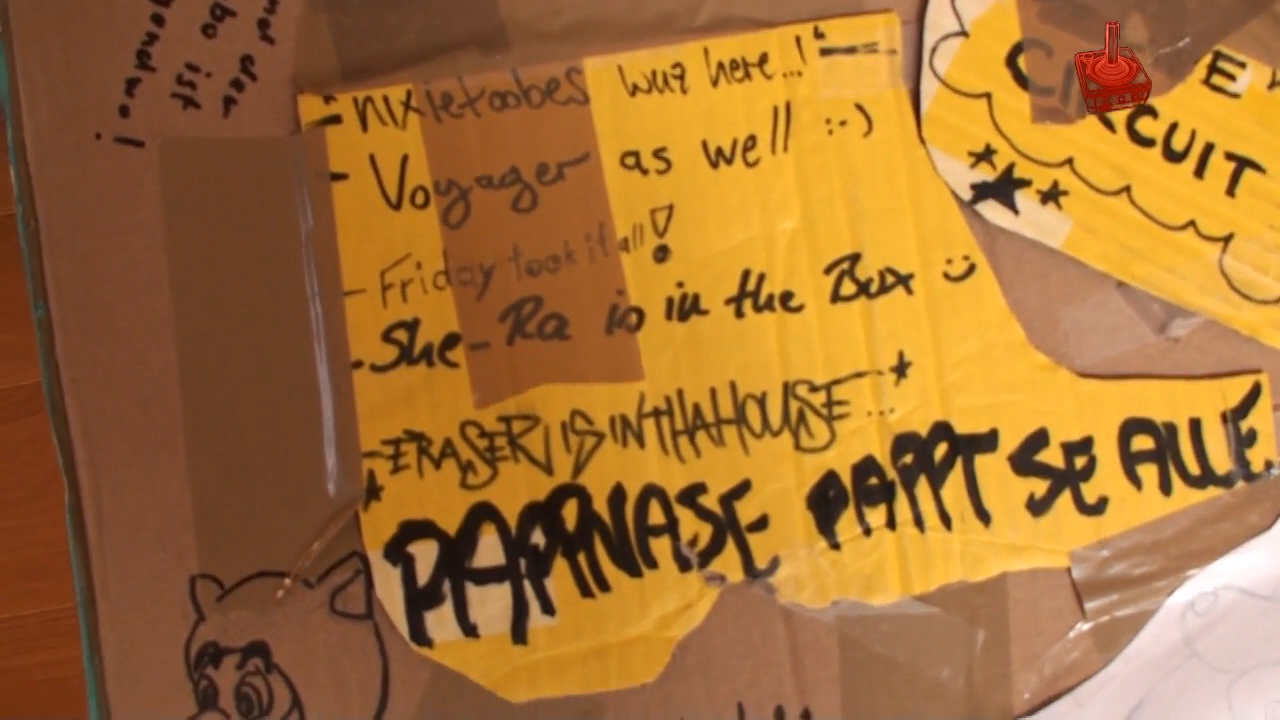 - nixietoobes wuz here...!
- Voyager as well :-)
- Friday took it all!
- She-Ra is in the Box
- ERASER IS IN THA HOUSE...
PAPPNASE PAPPT SE ALLE
CIRCUIT
ist